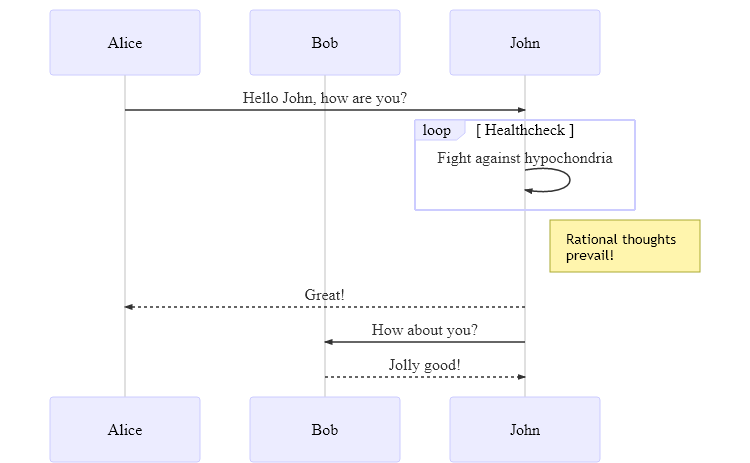 Alice
Bob
John
Hello John, how are you?
loop
[ Healthcheck ]
Fight against hypochondria
Rational thoughts
prevail!
Great!
How about you?
Jolly good!
Alice
Bob
John